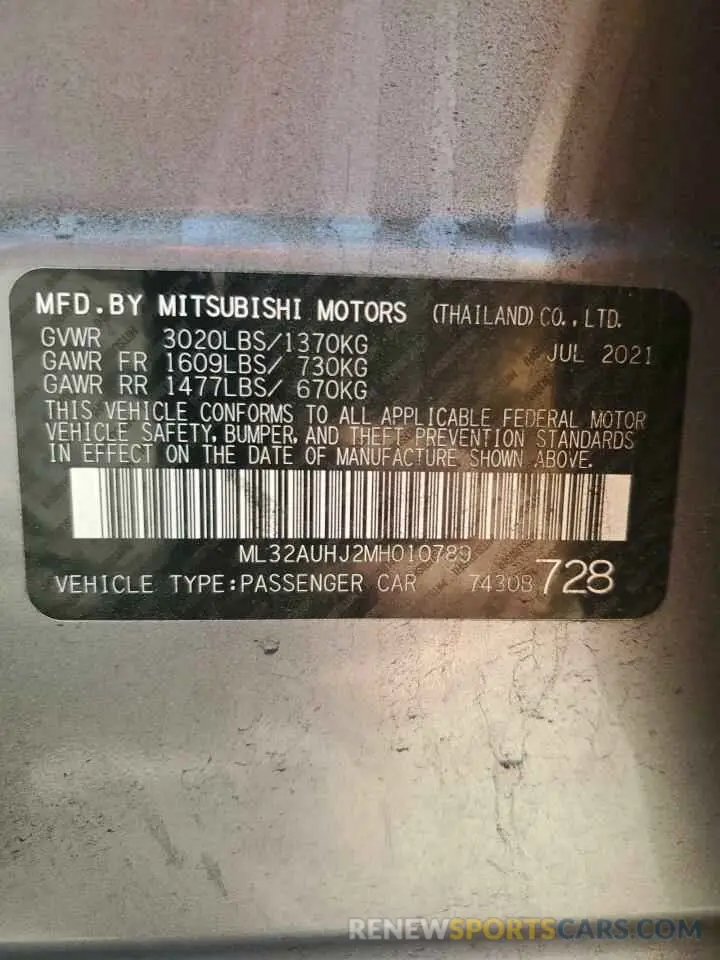 MFD.BY MITSUBISHI MOTORS (THAILAND) CO.,LTD.
GVWR 3020LBS/1370KG JUL 2021
GAWR FR 1609LBS/ 730KG
GAWR RR 1477LBS/ 670KG
THIS VEHICLE CONFORMS TO ALL APPLICABLE FEDERAL MOTOR
VEHICLE SAFETY, BUMPER, AND THEFT PREVENTION STANDARDS
IN EFFECT ON THE DATE OF MANUFACTURE SHOWN ABOVE.
ML32AUHJ2MH010789
VEHICLE TYPE:PASSENGER CAR 74308 728
RENEWSPORTSCARS.COM